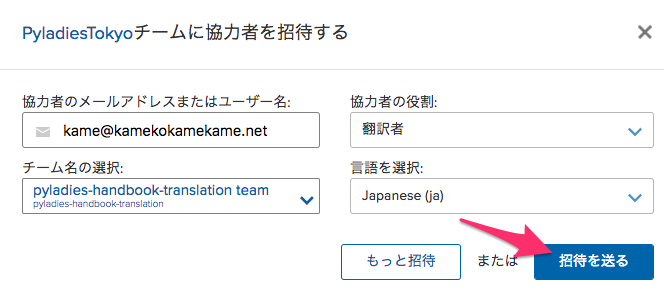 PyladiesTokyoチームに協力者を招待する
協力者のメールアドレスまたはユーザー名:
kame@kamekokamekame.net
協力者の役割:
翻訳者
チーム名の選択:
pyladies-handbook-translation team
pyladies-handbook-translation
言語を選択:
Japanese (ja)
もっと招待 または 招待を送る